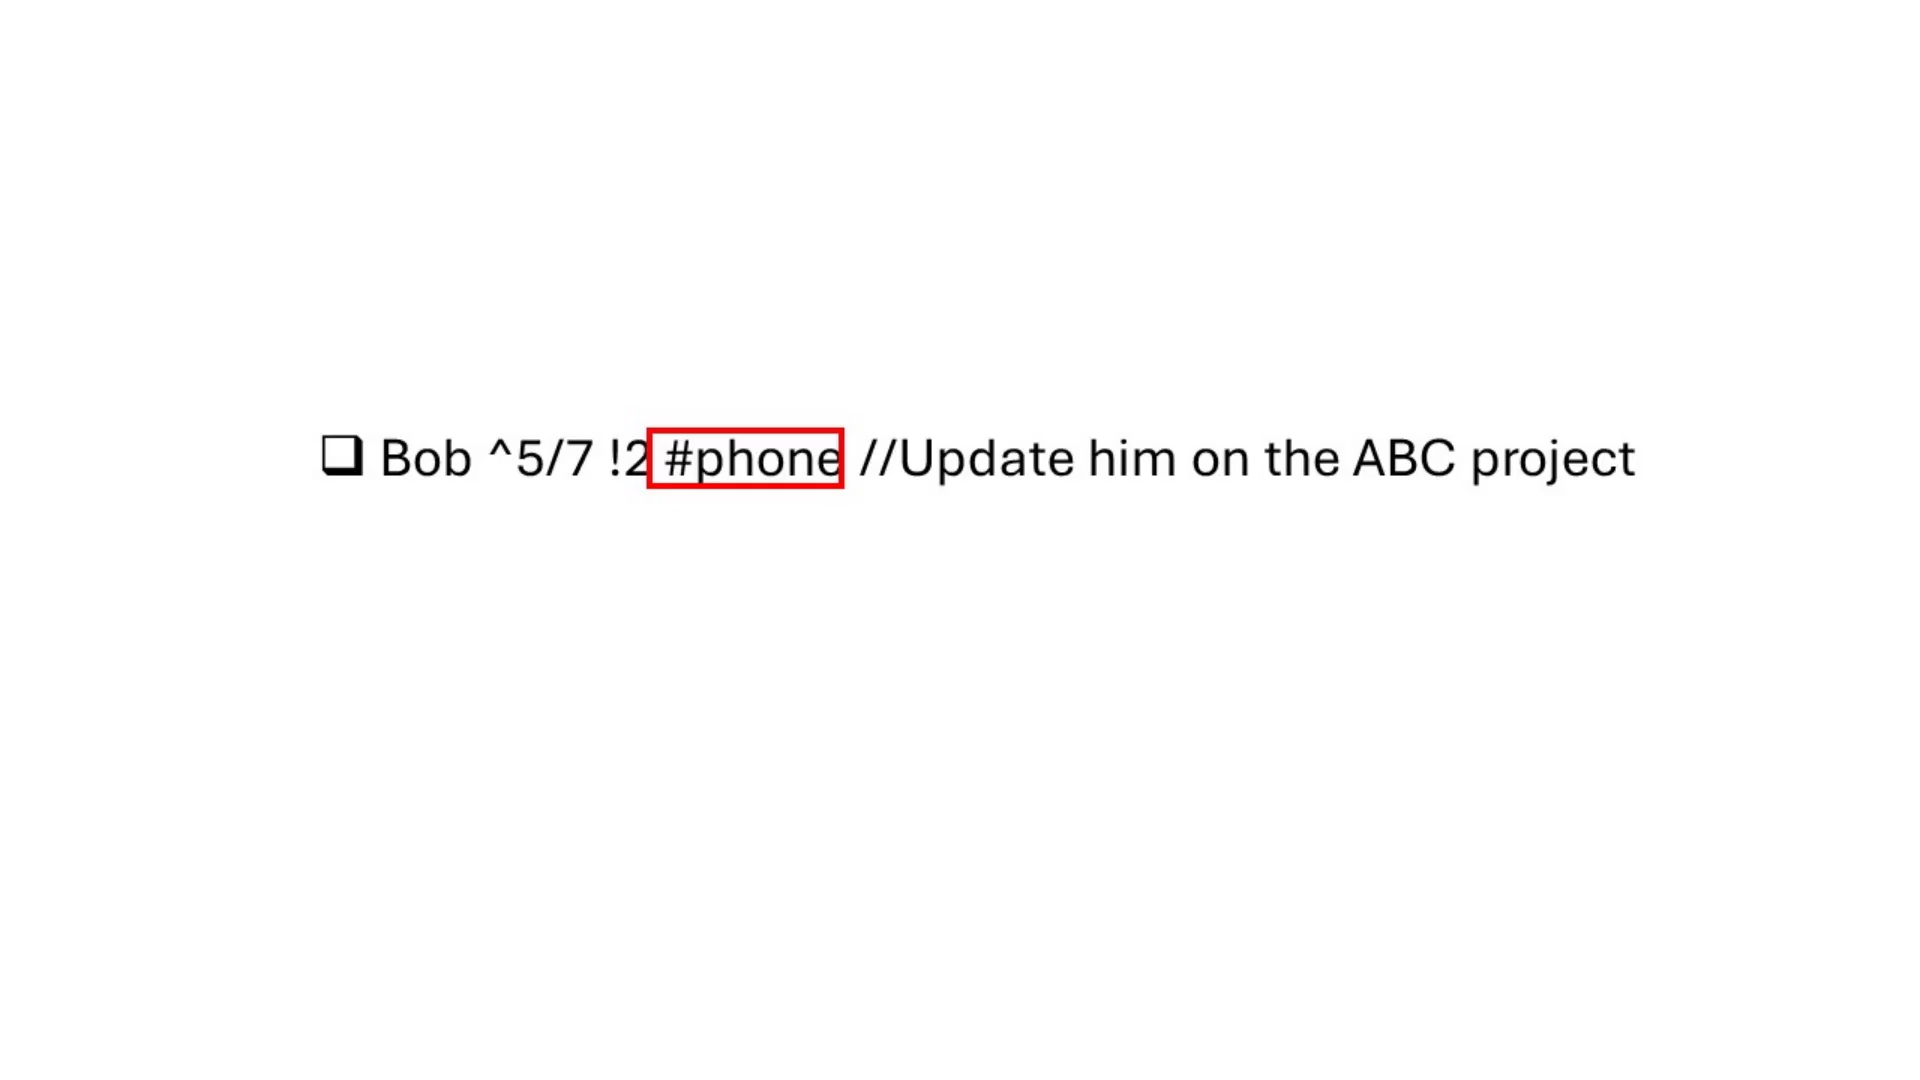 ❑ Bob ^5/7 !2 #phone //Update him on the ABC project